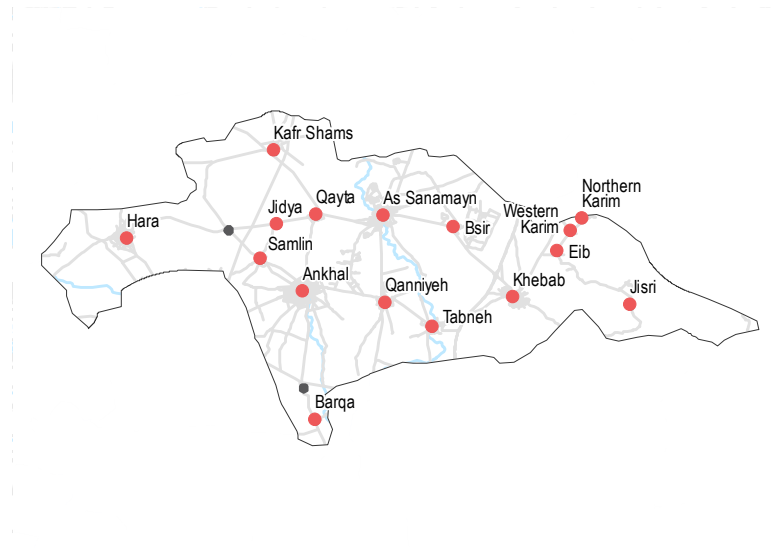 Kafr Shams
Northern
Karim
Qayta
As Sanamayn
Jidya
Western
Karim
Hara
Bsir
Samlin
Eib
Ankhal
Qanniyeh
Khebab
Jisri
Tabneh
Barqa